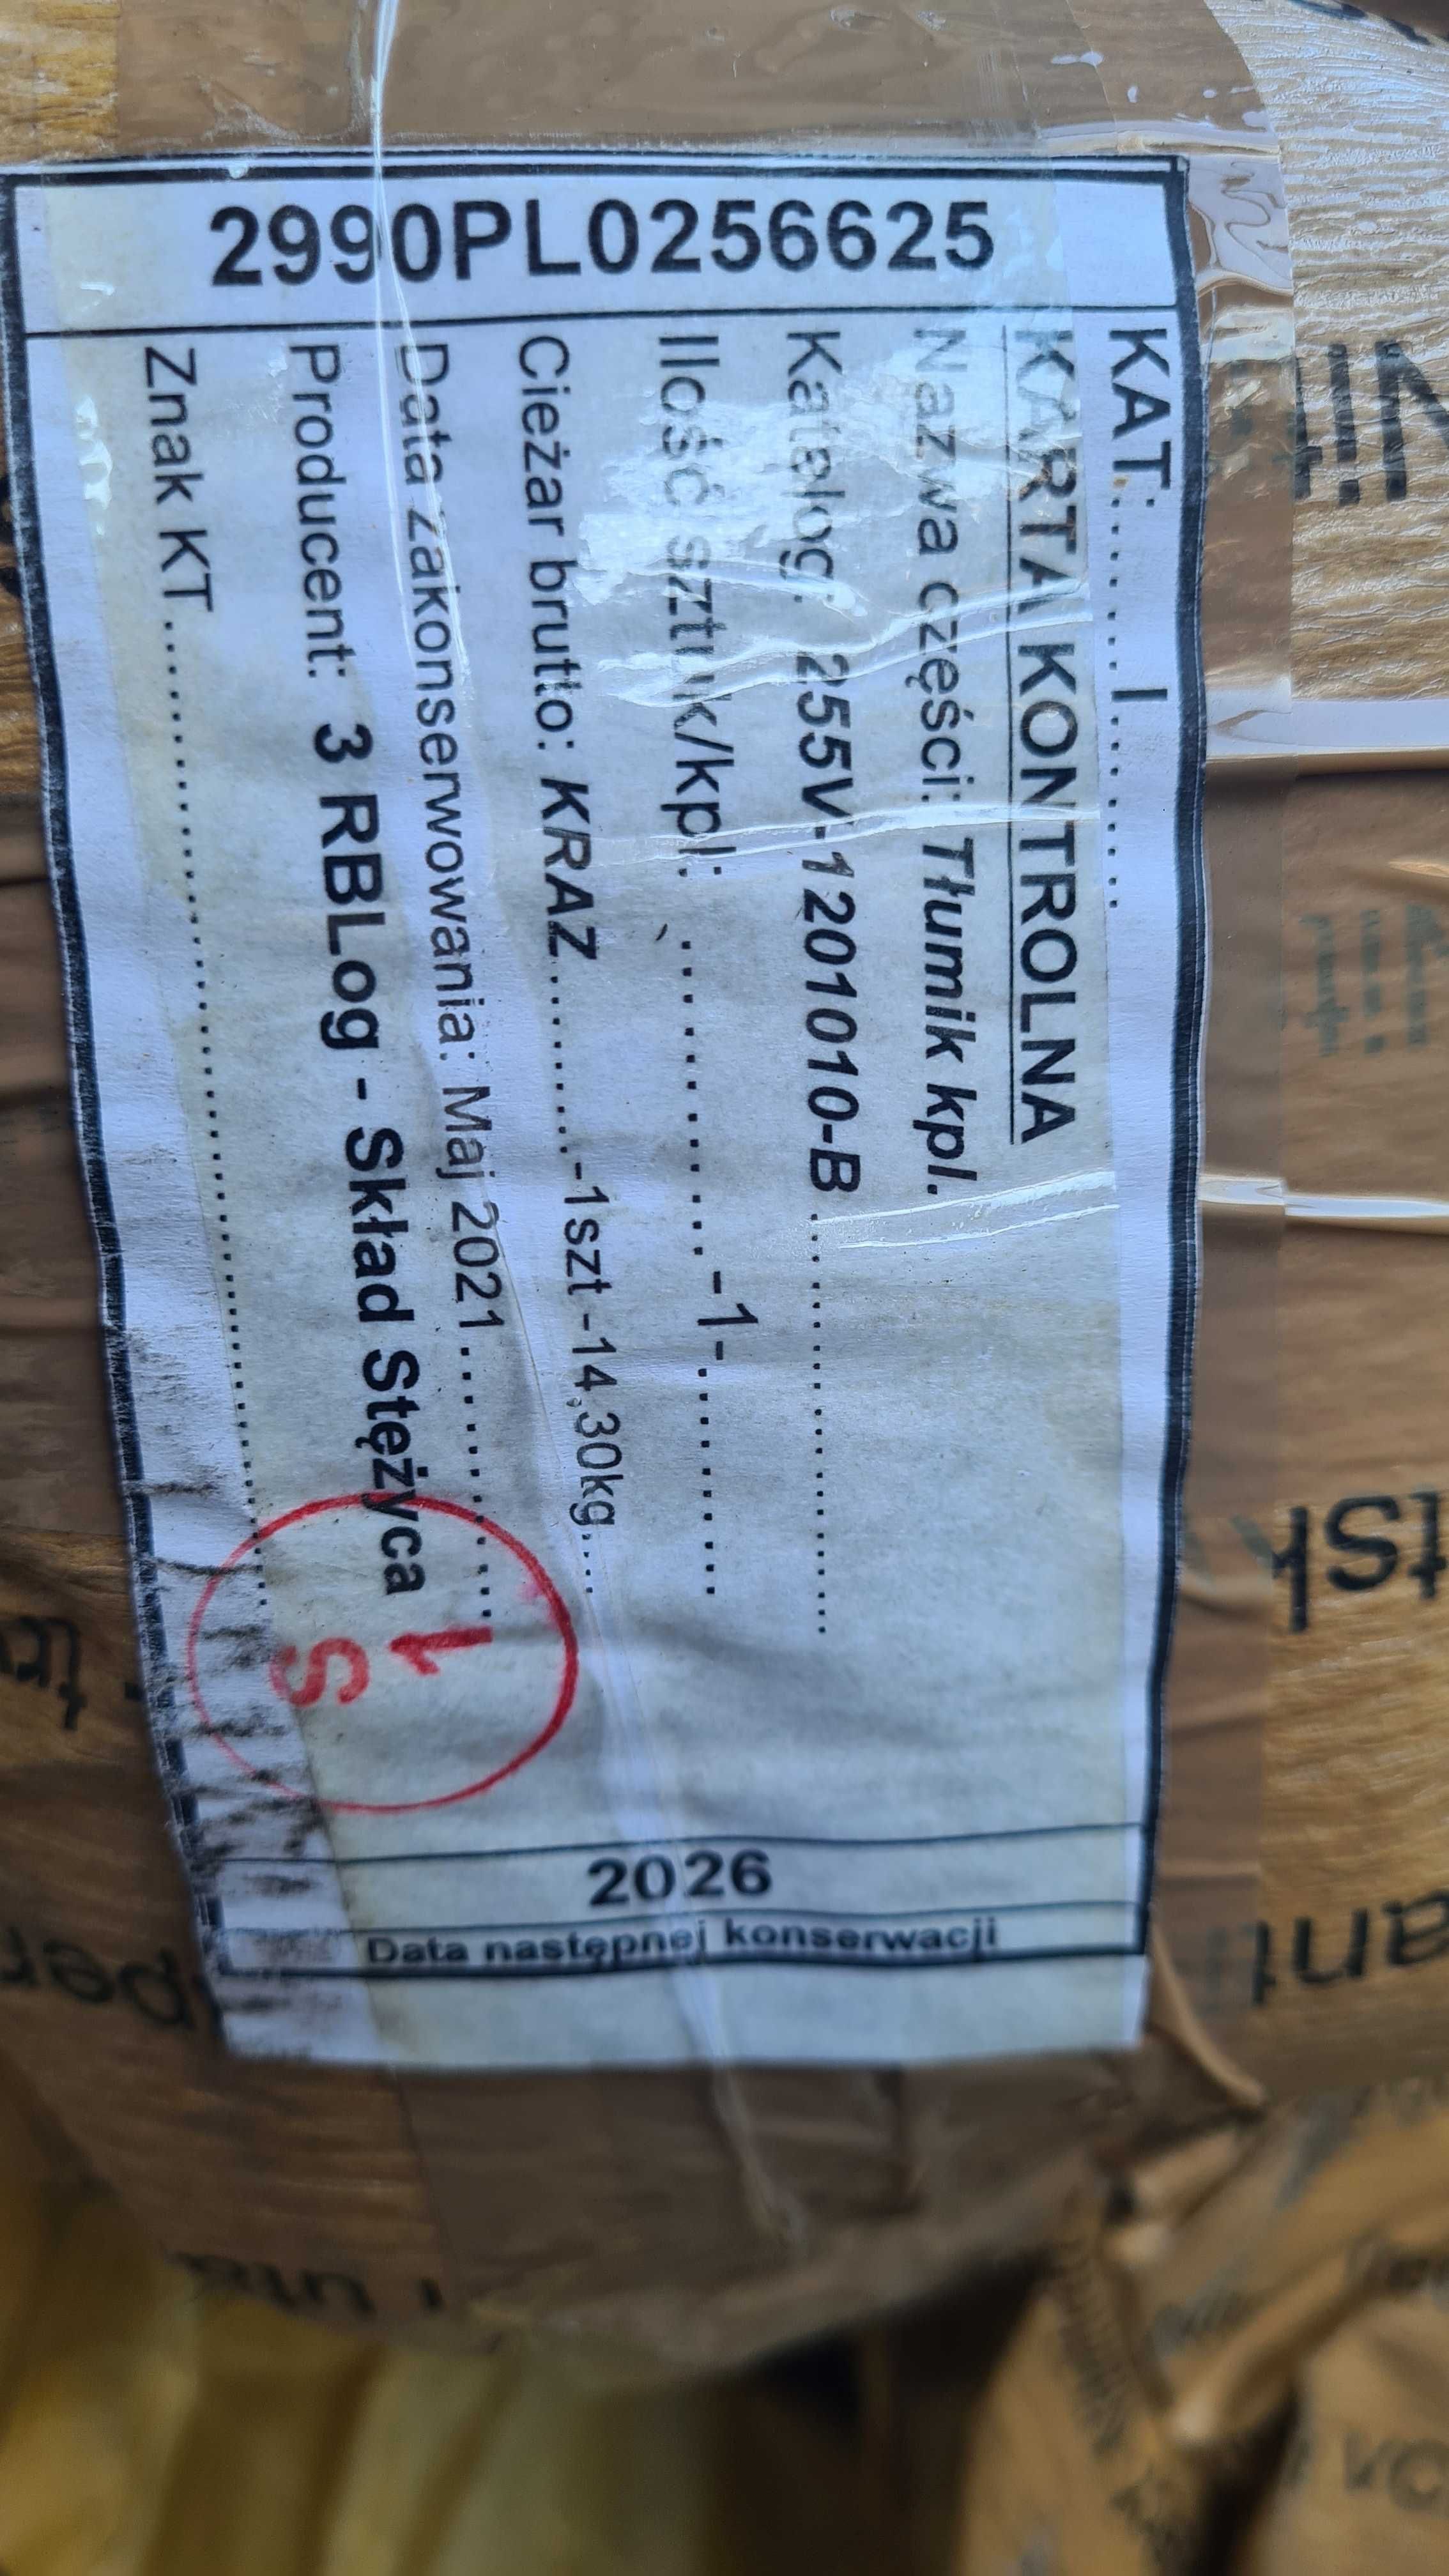 2990PL0256625
KAT:........I............
KARTA KONTROLNA
Nazwa części: Tłumik kpl.
Katalog: 255V-1201010-B..........................
Ilość sztuk/kpl: ................-1-.............
Ciężar brutto: KRAZ..........-1szt -14,30kg....
Data zakonserwowania: Maj 2021................
Producent: 3 RBLog - Skład Stężyca
Znak KT............................................................
1
S
2026
Data następnej konserwacji